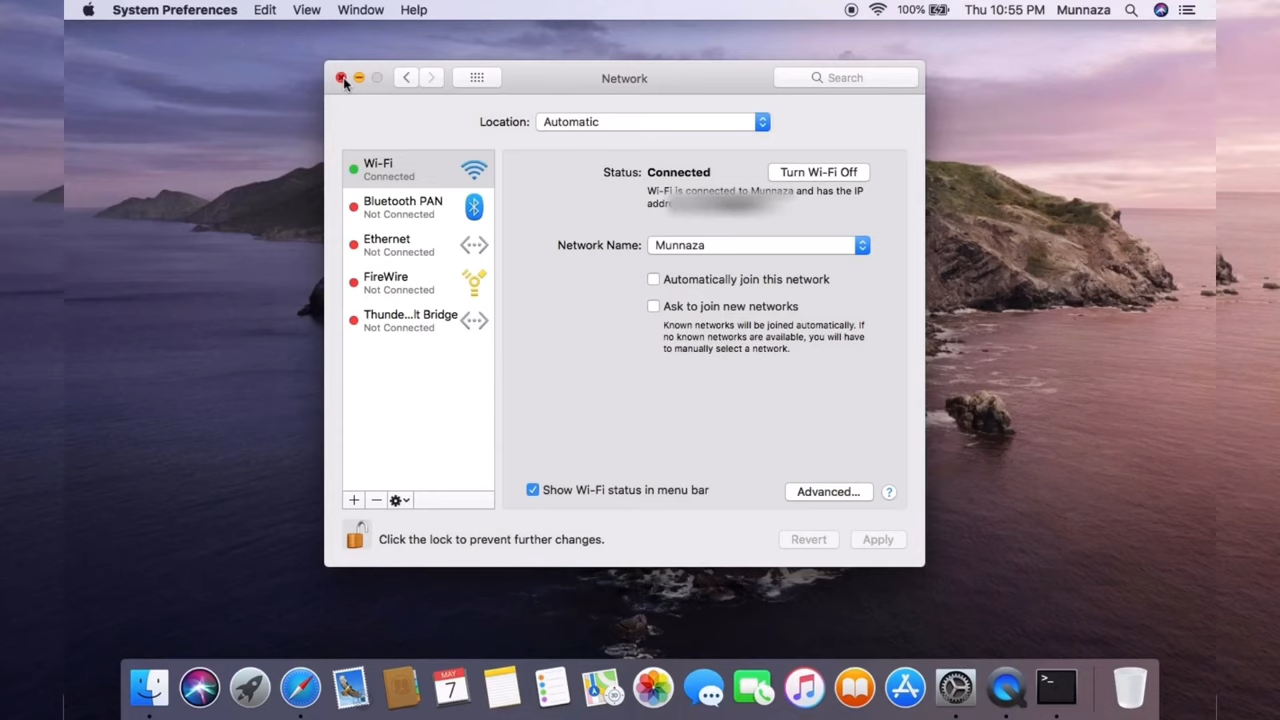 System Preferences Edit View Window Help 100% Thu 10:55 PM Munnaza
Network
Search
Location: Automatic
Wi-Fi
Connected
Bluetooth PAN
Not Connected
Ethernet
Not Connected
FireWire
Not Connected
Thunde...lt Bridge
Not Connected
Status: Connected
Turn Wi-Fi Off
Wi-Fi is connected to Munnaza and has the IP
Network Name: Munnaza
Automatically join this network
Ask to join new networks
Known networks will be joined automatically. If
no known networks are available, you will have
to manually select a network.
Show Wi-Fi status in menu bar
Advanced...
?
Click the lock to prevent further changes.
Revert
Apply
MAY
7